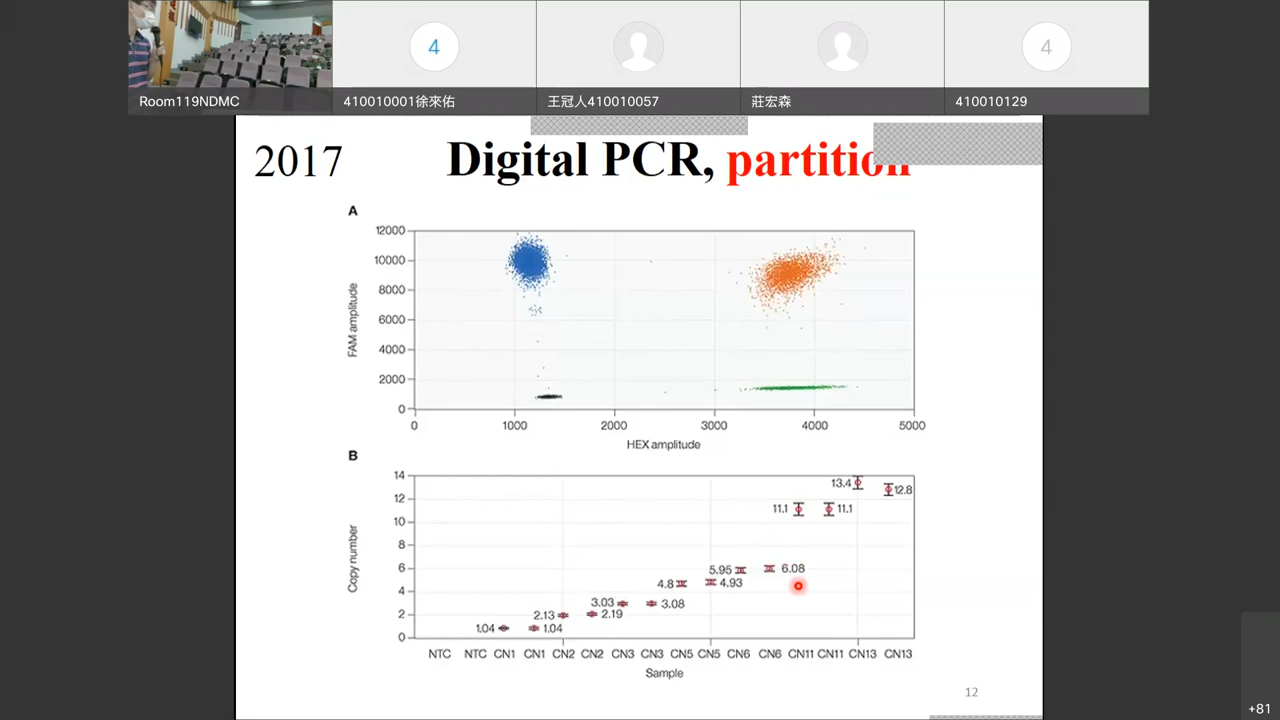 4
4
Room119NDMC
410010001徐來佑
王冠人410010057
莊宏森
410010129
2017
Digital PCR, partition
A
12000
10000
8000
6000
4000
2000
0
FAM amplitude
0 1000 2000 3000 4000 5000
HEX amplitude
B
14
12
10
8
6
4
2
0
Copy number
1.04
1.04
2.13
2.19
3.03
3.08
4.8
4.93
5.95
6.08
11.1
11.1
13.4
12.8
NTC NTC CN1 CN1 CN2 CN2 CN3 CN3 CN5 CN5 CN6 CN6 CN11 CN11 CN13 CN13
Sample
12
+81